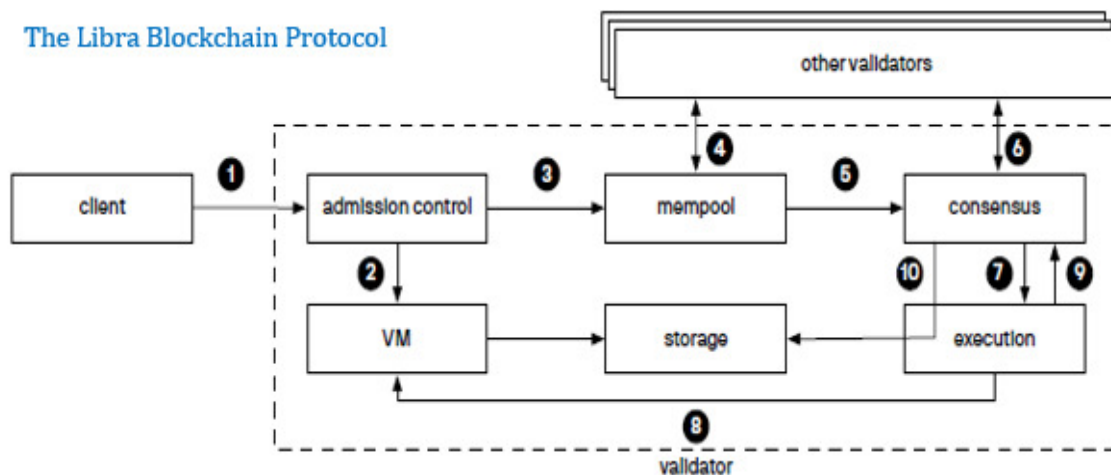 The Libra Blockchain Protocol
other validators
4
6
1
3
5
client
admission control
mempool
consensus
2
10
7
9
VM
storage
execution
8
validator